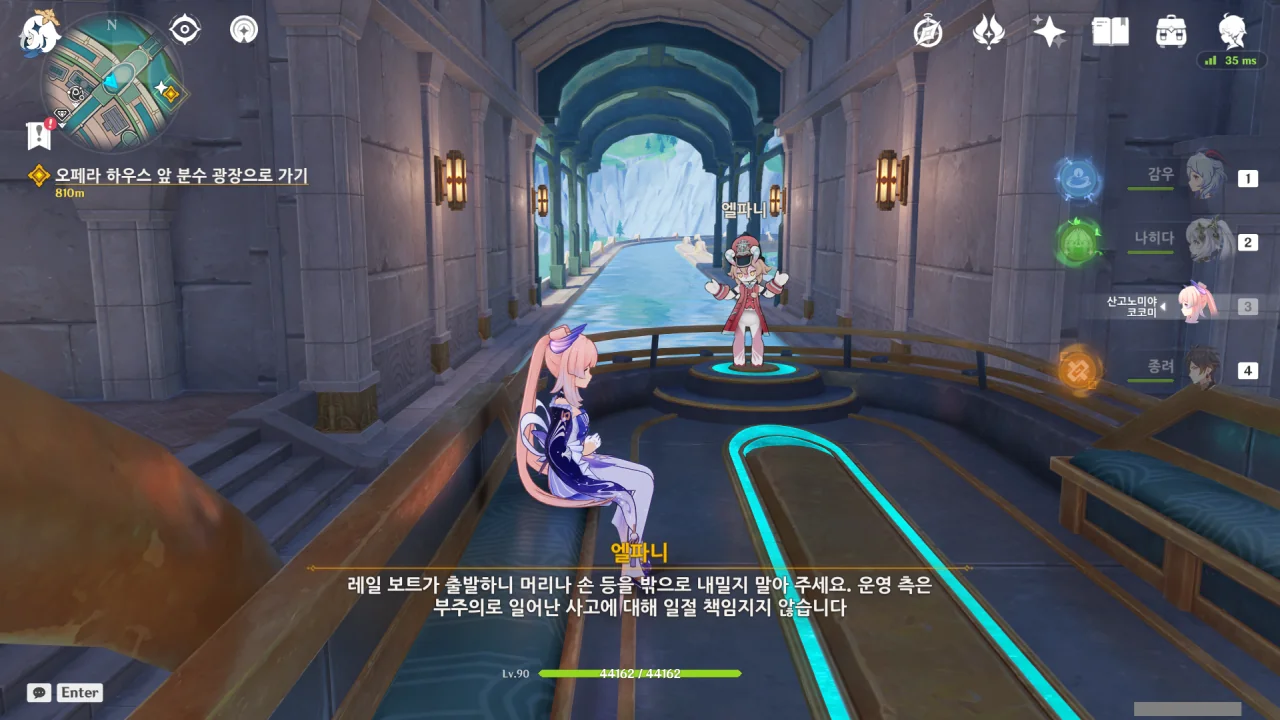 N
35 ms
오페라 하우스 앞 분수 광장으로 가기
810m
감우
1
나히다
2
산고노미야
코코미
3
종려
4
엘파니
엘파니
레일 보트가 출발하니 머리나 손 등을 밖으로 내밀지 말아 주세요. 운영 측은
부주의로 일어난 사고에 대해 일절 책임지지 않습니다
Lv.90
44162 / 44162
Enter